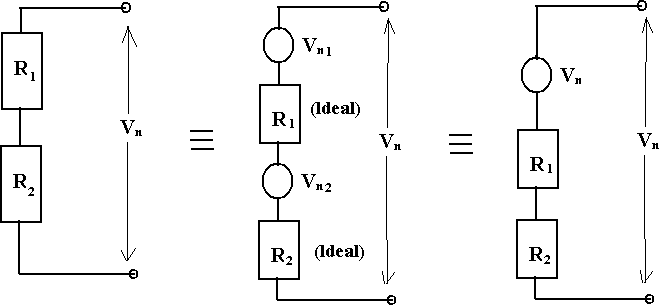 R₁
R₂
Vₙ
≡
Vₙ₁
R₁ (Ideal)
Vₙ₂
R₂ (Ideal)
Vₙ
≡
Vₙ
R₁
R₂
Vₙ